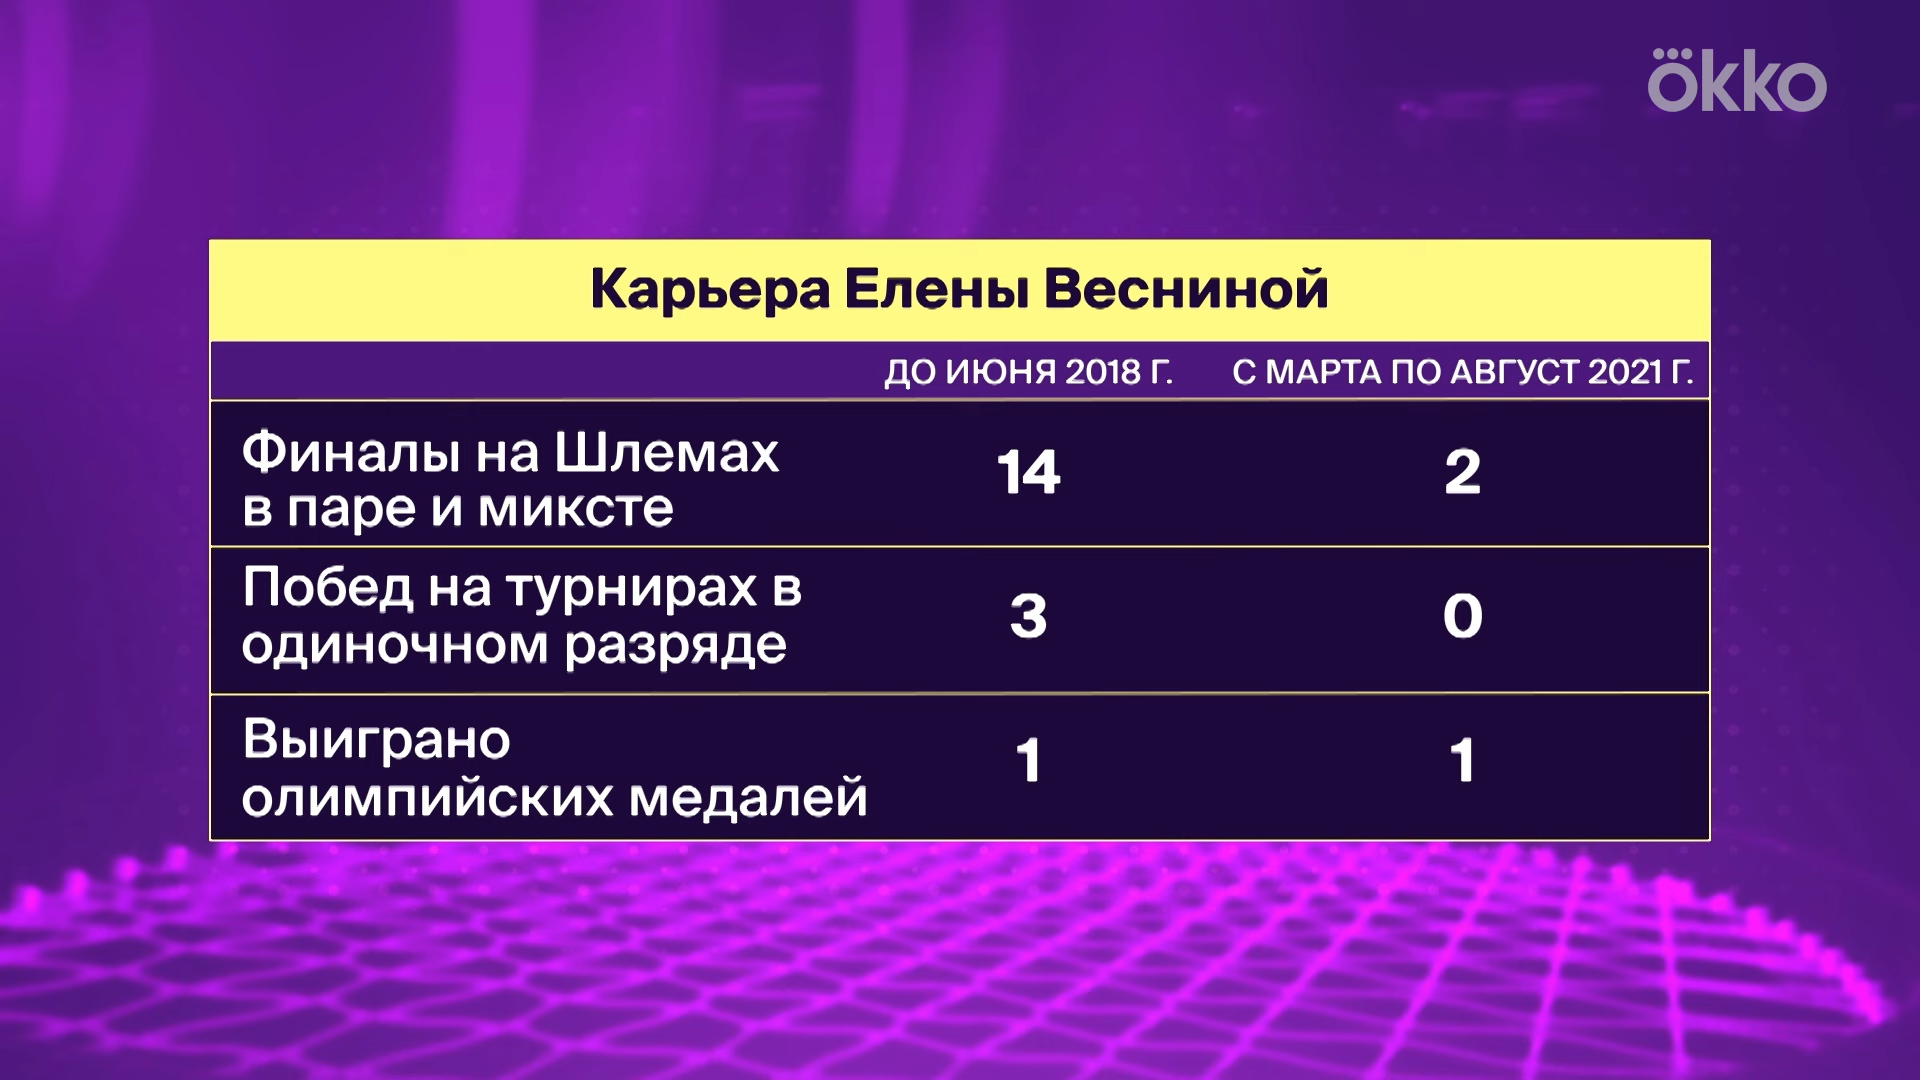 ökko
Карьера Елены Весниной
ДО ИЮНЯ 2018 Г.
С МАРТА ПО АВГУСТ 2021 Г.
Финалы на Шлемах
в паре и миксте
14
2
Побед на турнирах в
одиночном разряде
3
0
Выиграно
олимпийских медалей
1
1